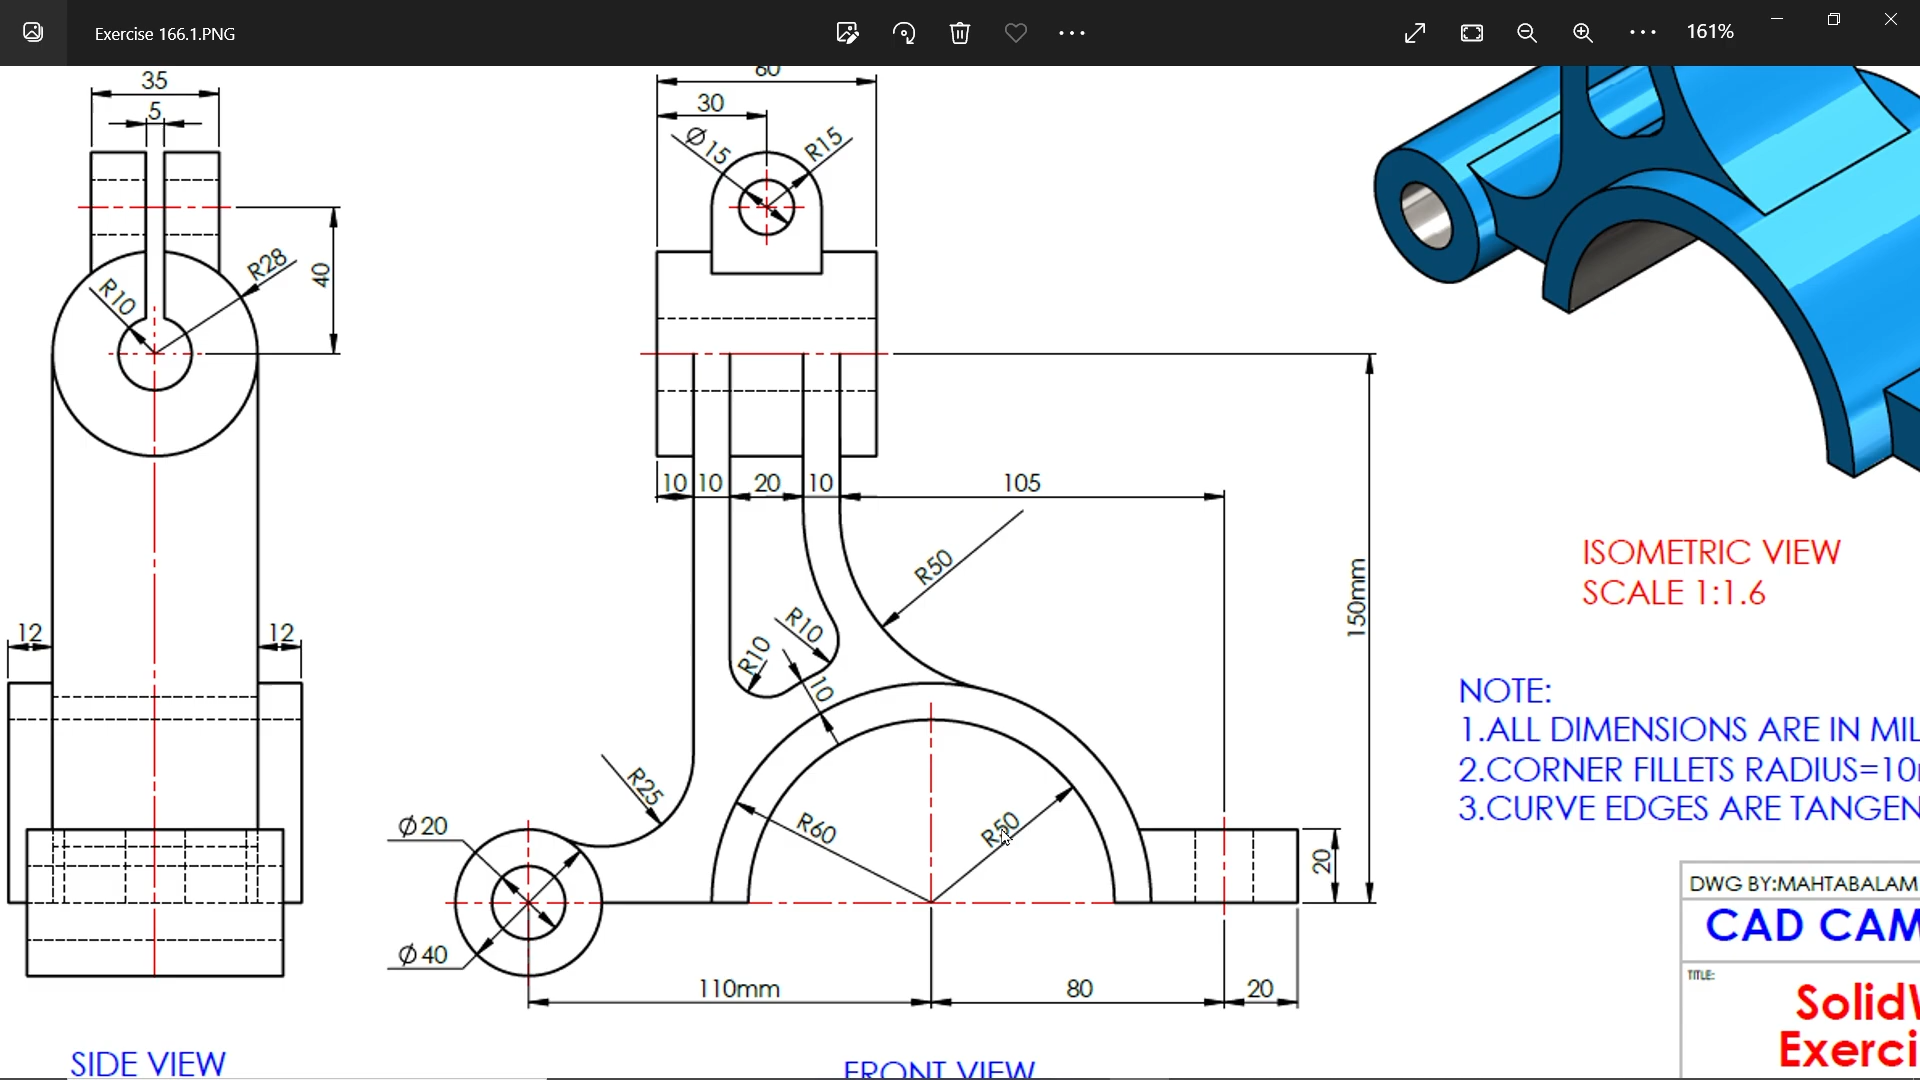 Exercise 166.1.PNG
161%
35
5
R28
R10
40
12
12
SIDE VIEW
60
30
Ø15
R15
10
10
20
10
105
R50
R10
R10
10
150mm
R25
R60
R50
Ø20
Ø40
20
110mm
80
20
FRONT VIEW
ISOMETRIC VIEW
SCALE 1:1.6
NOTE:
1.ALL DIMENSIONS ARE IN MIL
2.CORNER FILLETS RADIUS=10
3.CURVE EDGES ARE TANGEN
DWG BY:MAHTABALAM
CAD CAM
TITLE:
Solid
Exerci